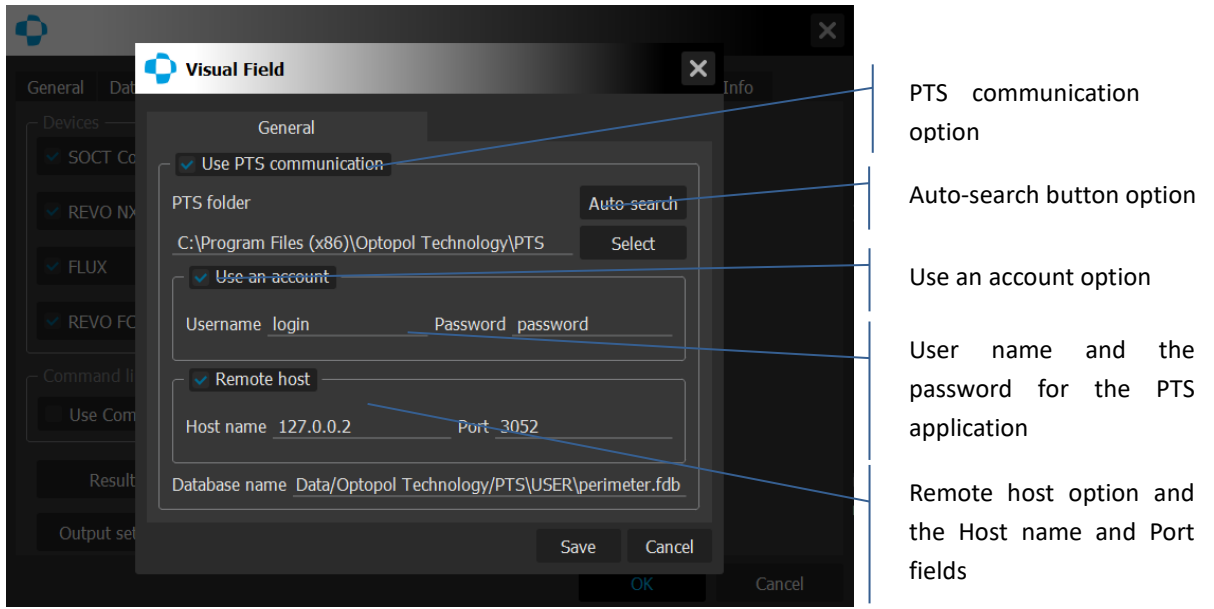 Visual Field
General Dat
Info
PTS communication
option
Devices
General
SOCT Co
Use PTS communication
PTS folder
Auto-search
Auto-search button option
REVO NX
C:\Program Files (x86)\Optopol Technology\PTS
Select
FLUX
Use an account
Use an account option
REVO FC
Username login
Password password
User name and the
password for the PTS
application
Command li
Remote host
Use Com
Host name 127.0.0.2
Port 3052
Result
Database name Data/Optopol Technology/PTS\USER\perimeter.fdb
Remote host option and
the Host name and Port
fields
Output set
Save
Cancel
OK
Cancel